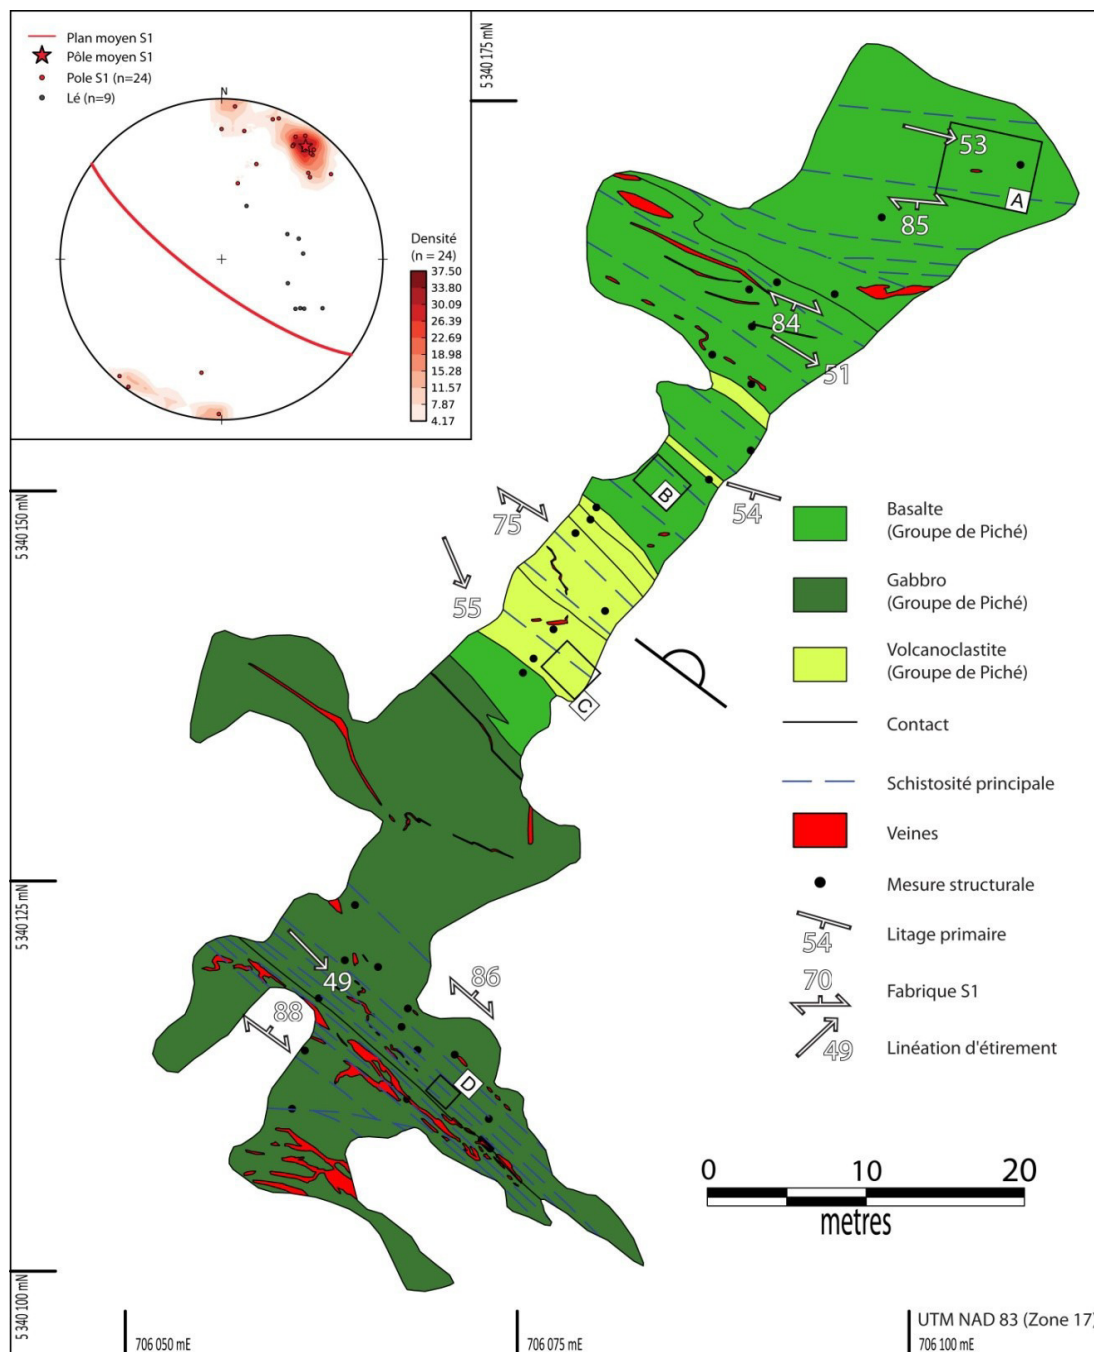 Plan moyen S1
Pôle moyen S1
Pole S1 (n=24)
Lé (n=9)
N
Densité
(n = 24)
37.50
33.80
30.09
26.39
22.69
18.98
15.28
11.57
7.87
4.17
5 340 175 mN
53
A
85
84
51
B
54
75
55
C
5 340 150 mN
Basalte
(Groupe de Piché)
Gabbro
(Groupe de Piché)
Volcanoclastite
(Groupe de Piché)
Contact
Schistosité principale
Veines
Mesure structurale
Litage primaire
54
Fabrique S1
70
Linéation d'étirement
49
5 340 125 mN
49
86
88
D
0 10 20
metres
5 340 100 mN
706 050 mE
706 075 mE
706 100 mE
UTM NAD 83 (Zone 17)